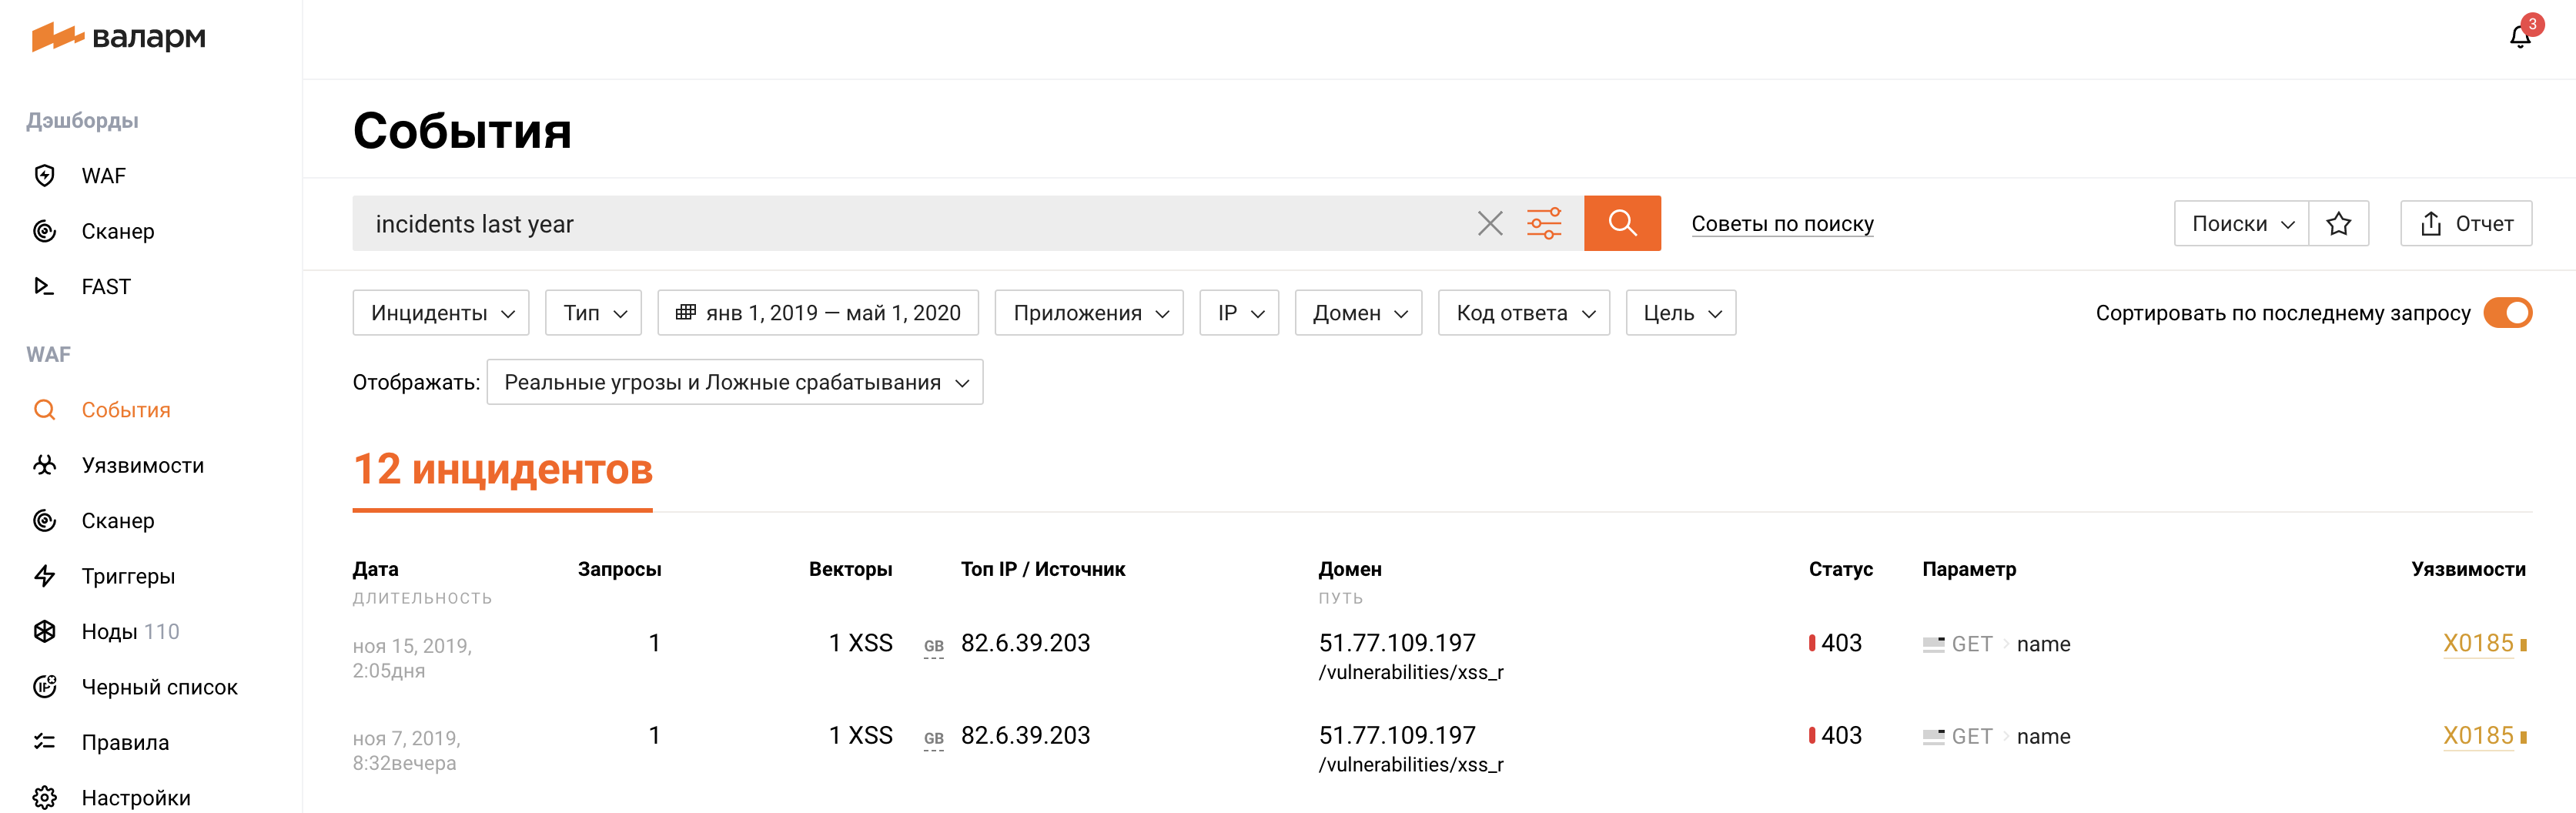 валарм
3
Дэшборды
WAF
Сканер
FAST
WAF
События
Уязвимости
Сканер
Триггеры
Ноды 110
Черный список
Правила
Настройки
События
incidents last year
Советы по поиску
Поиски
Отчет
Инциденты
Тип
янв 1, 2019 — май 1, 2020
Приложения
IP
Домен
Код ответа
Цель
Сортировать по последнему запросу
Отображать: Реальные угрозы и Ложные срабатывания
12 инцидентов
Дата Запросы Векторы Топ IP / Источник Домен Статус Параметр Уязвимости
ДЛИТЕЛЬНОСТЬ ПУТЬ
ноя 15, 2019, 1 1 XSS GB 82.6.39.203 51.77.109.197 403 GET > name X0185
2:05дня /vulnerabilities/xss_r
ноя 7, 2019, 1 1 XSS GB 82.6.39.203 51.77.109.197 403 GET > name X0185
8:32вечера /vulnerabilities/xss_r